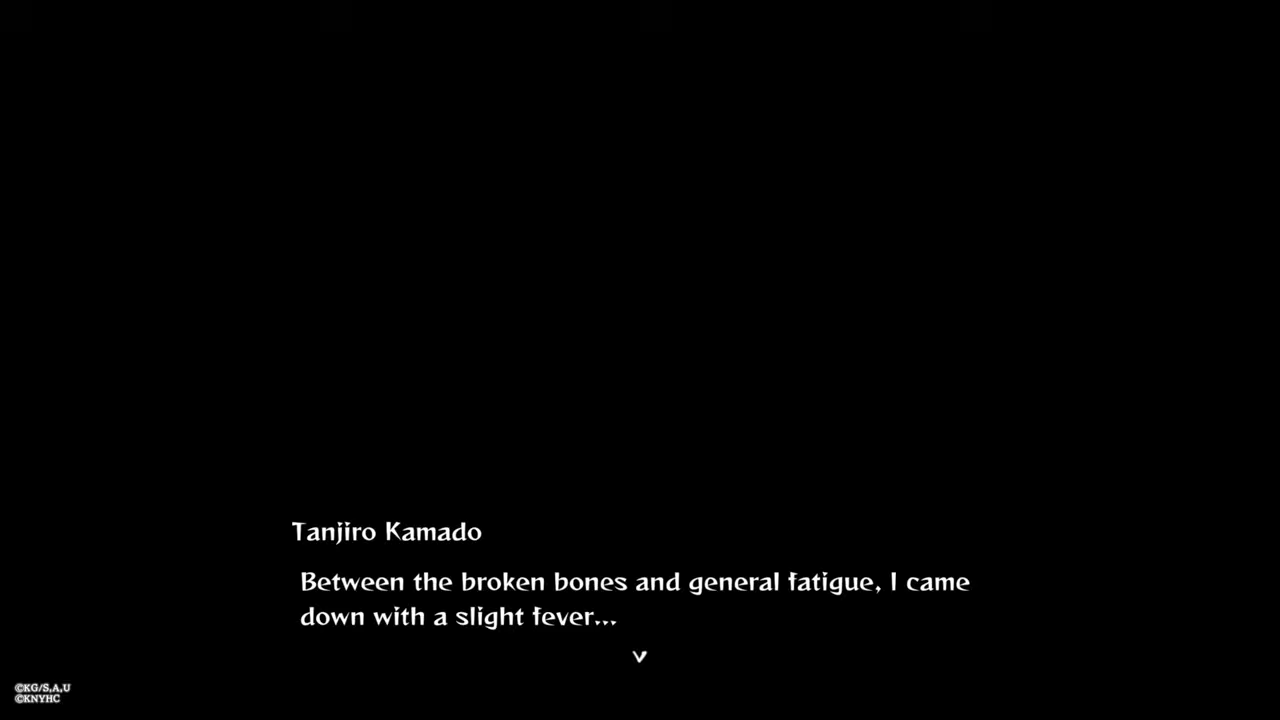 Tanjiro Kamado
Between the broken bones and general fatigue, I came
down with a slight fever...
©KG/S,A,U
©KNYHC